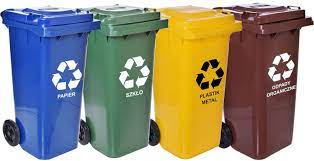 PAPIER
SZKŁO
PLASTIK
METAL
ODPADY
ORGANICZNE